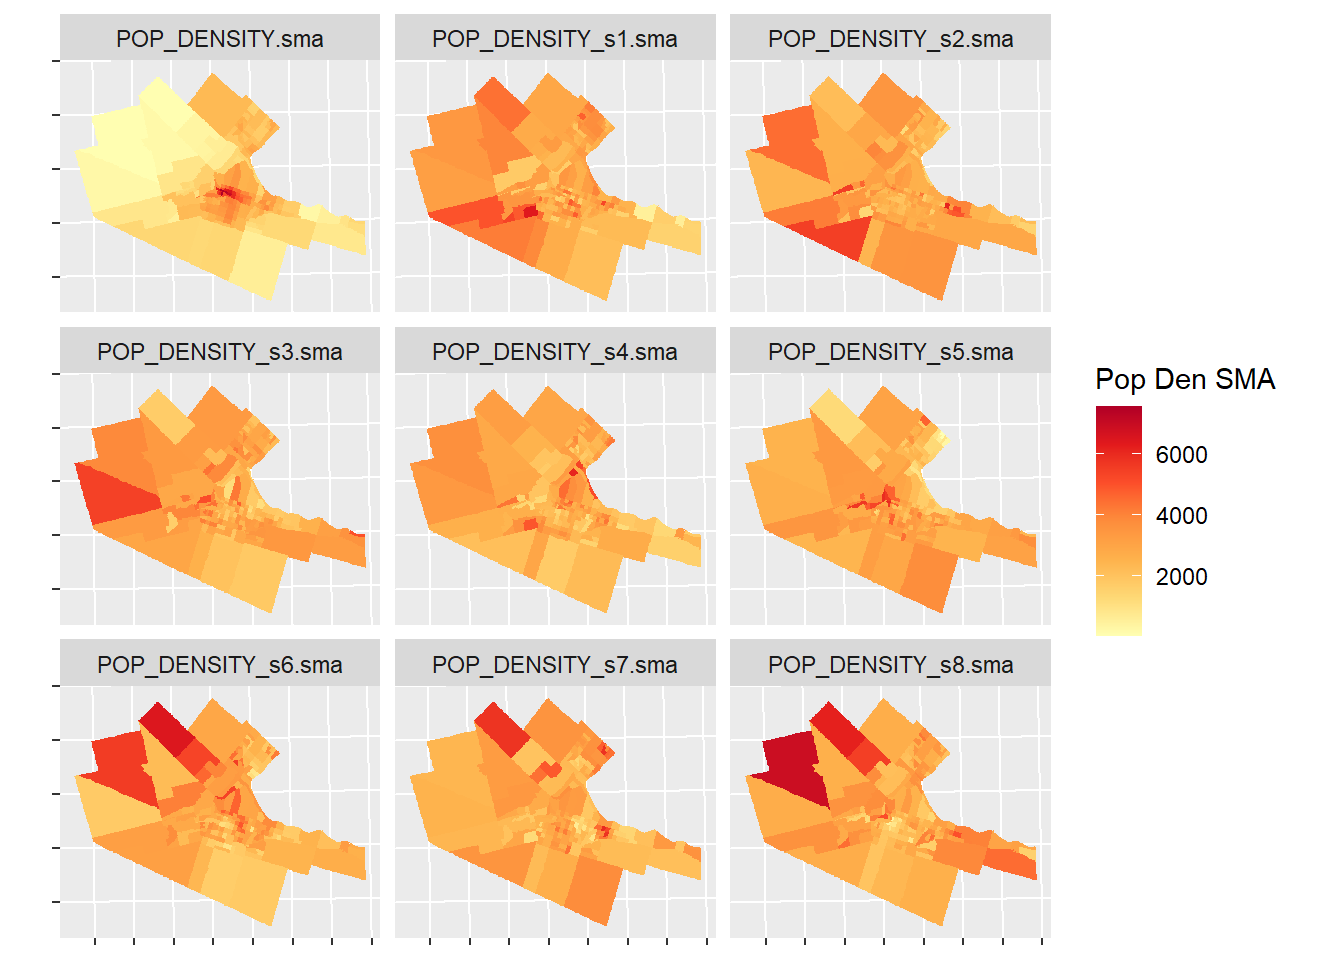 POP_DENSITY.sma
POP_DENSITY_s1.sma
POP_DENSITY_s2.sma
POP_DENSITY_s3.sma
POP_DENSITY_s4.sma
POP_DENSITY_s5.sma
Pop Den SMA
6000
4000
2000
POP_DENSITY_s6.sma
POP_DENSITY_s7.sma
POP_DENSITY_s8.sma